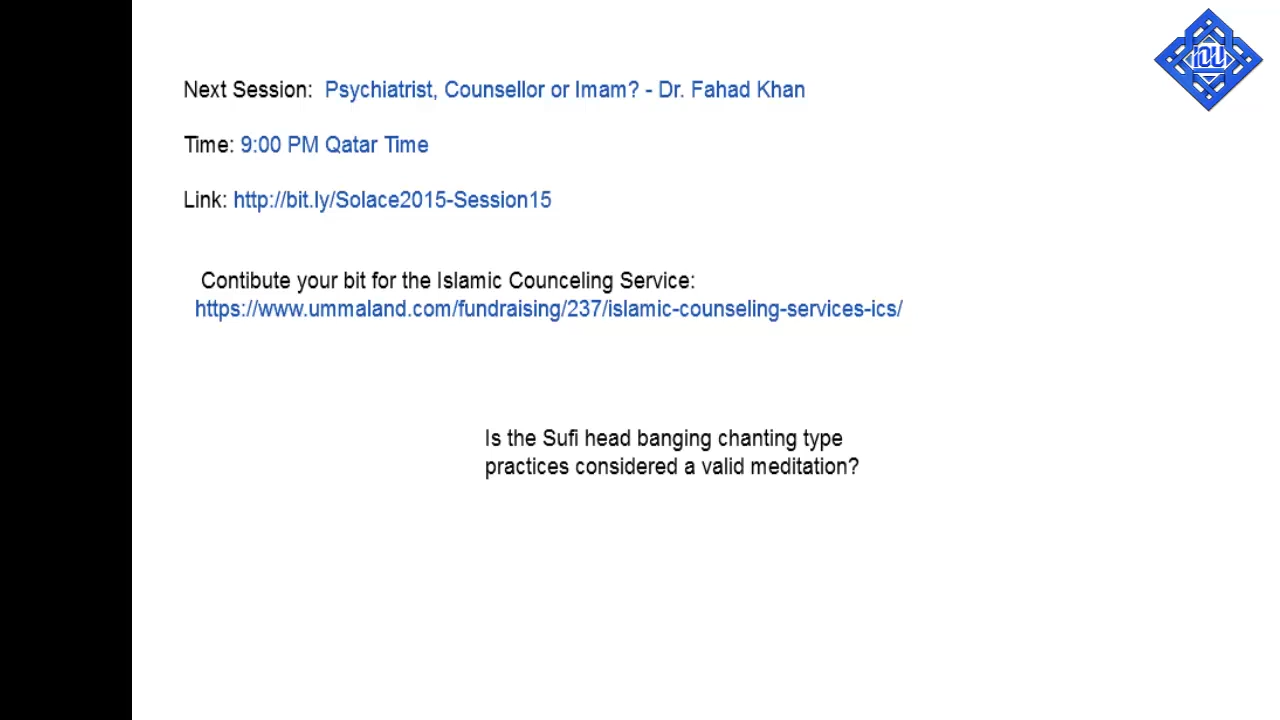 Next Session: Psychiatrist, Counsellor or Imam? - Dr. Fahad Khan
Time: 9:00 PM Qatar Time
Link: http://bit.ly/Solace2015-Session15
Contibute your bit for the Islamic Counceling Service:
https://www.ummaland.com/fundraising/237/islamic-counseling-services-ics/
Is the Sufi head banging chanting type
practices considered a valid meditation?